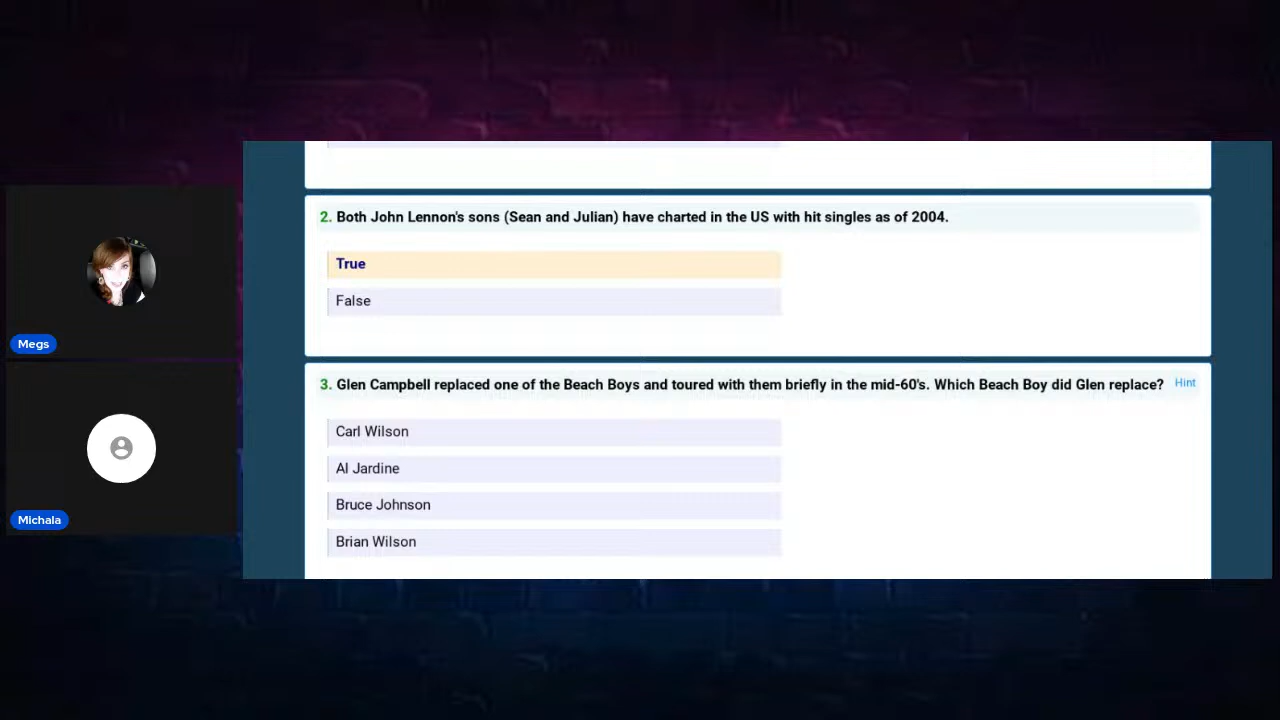 2. Both John Lennon's sons (Sean and Julian) have charted in the US with hit singles as of 2004.
True
False
3. Glen Campbell replaced one of the Beach Boys and toured with them briefly in the mid-60's. Which Beach Boy did Glen replace? Hint
Carl Wilson
Al Jardine
Bruce Johnson
Brian Wilson
Megs
Michala